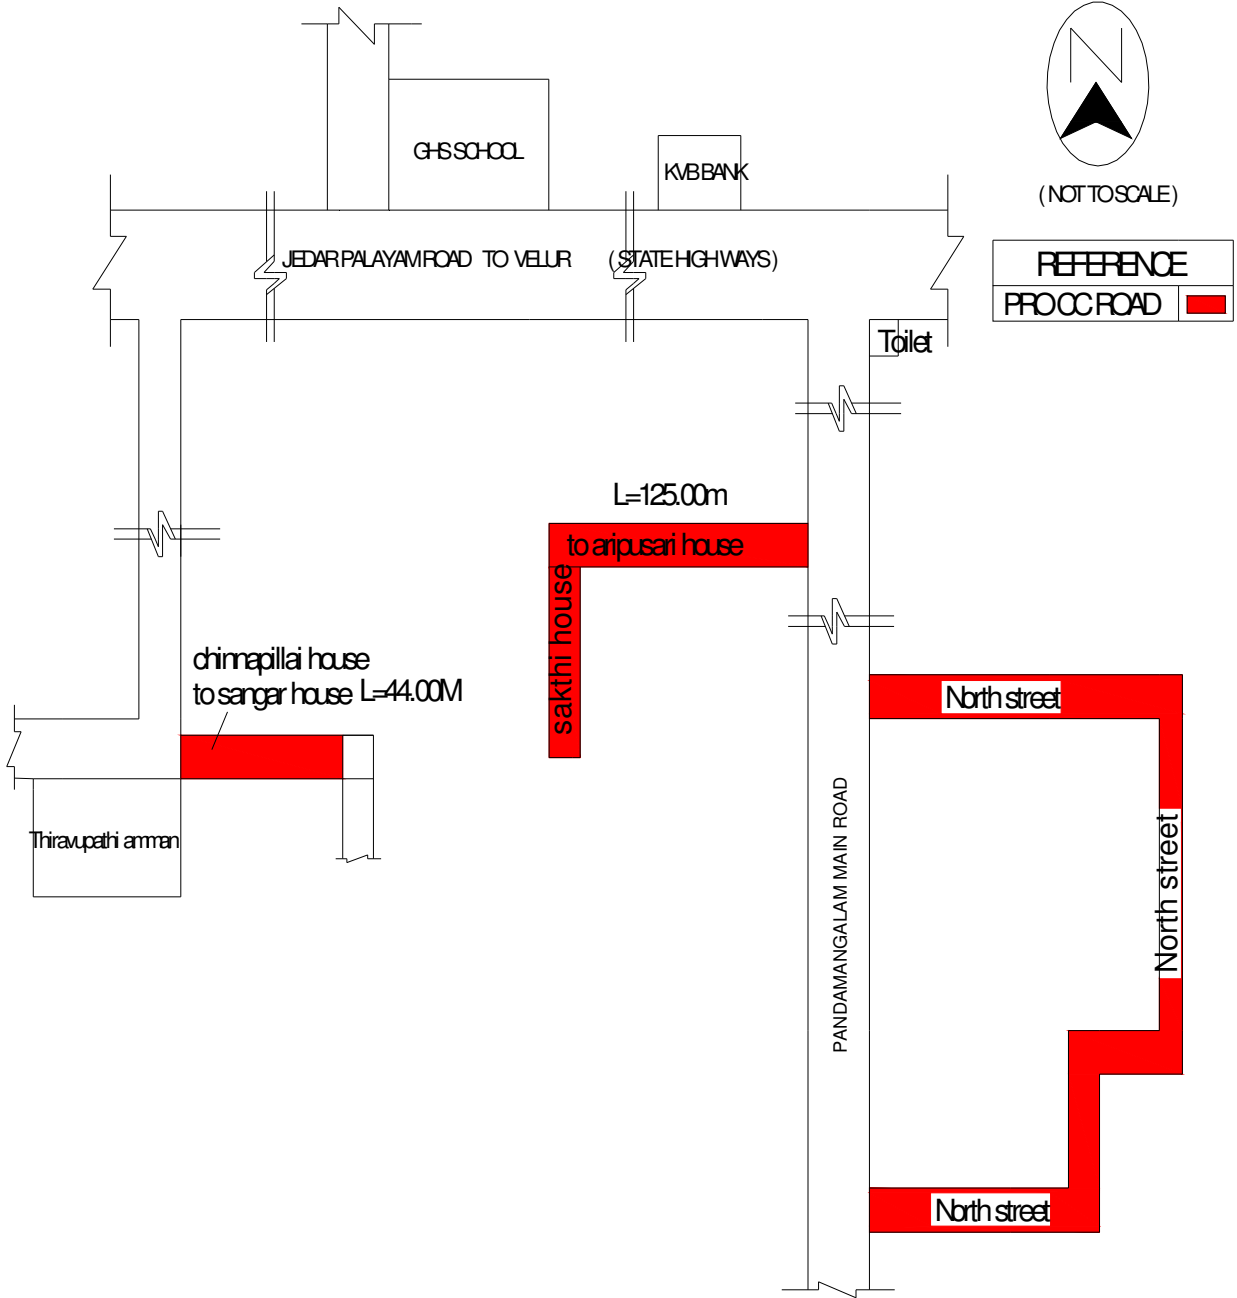 N
GHS SCHOOL
KVB BANK
( NOT TO SCALE )
JEDAR PALAYAM ROAD TO VELUR ( STATE HIGH WAYS )
REFERENCE
PRO CC ROAD
Toilet
L=125.00m
to aripusari house
sakthi house
chinnapillai house
to sangar house L=44.00M
North street
Thiravupathi amman
PANDAMANGALAM MAIN ROAD
North street
North street